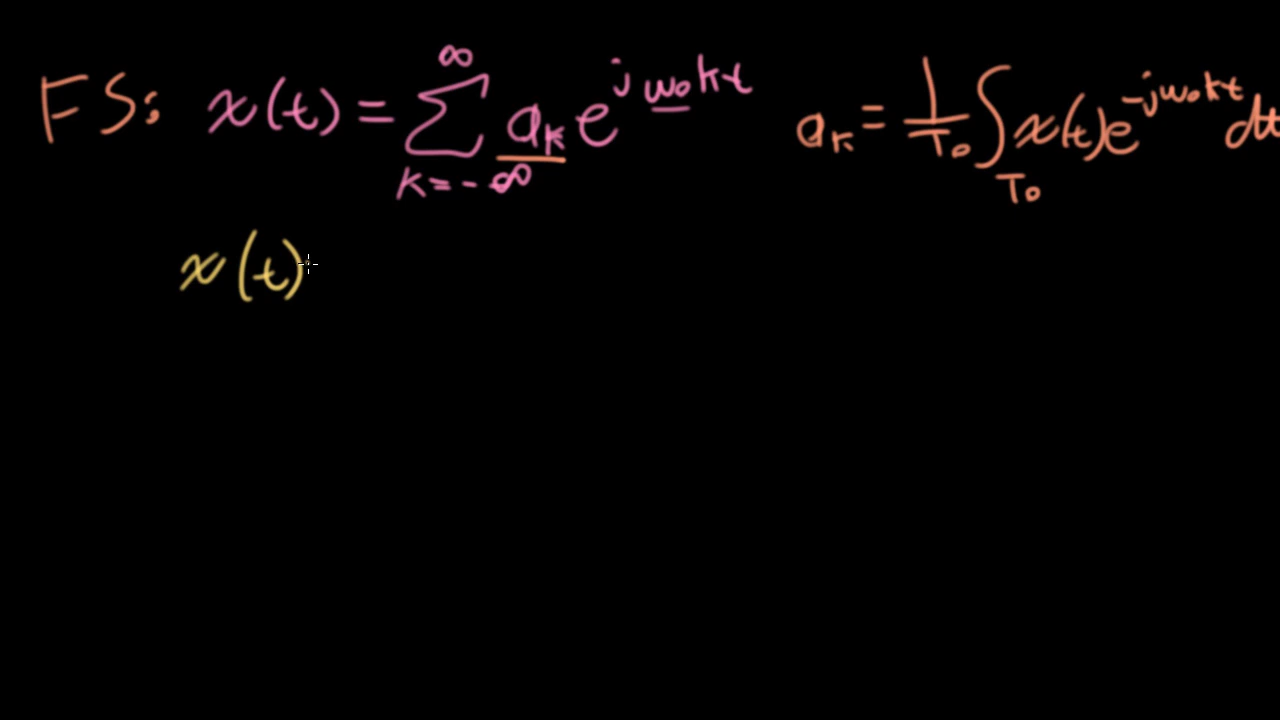 FS: x(t) = ∑_{k=-∞}^{∞} a_k e^{jω₀kt} a_k = 1/T₀ ∫_{T₀} x(t) e^{-jω₀kt} dt
x(t)